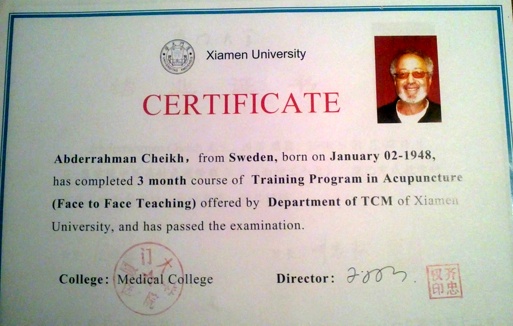 Xiamen University
CERTIFICATE
Abderrahman Cheikh，from Sweden, born on January 02-1948,
has completed 3 month course of Training Program in Acupuncture
(Face to Face Teaching) offered by Department of TCM of Xiamen
University, and has passed the examination.
College: Medical College
Director: